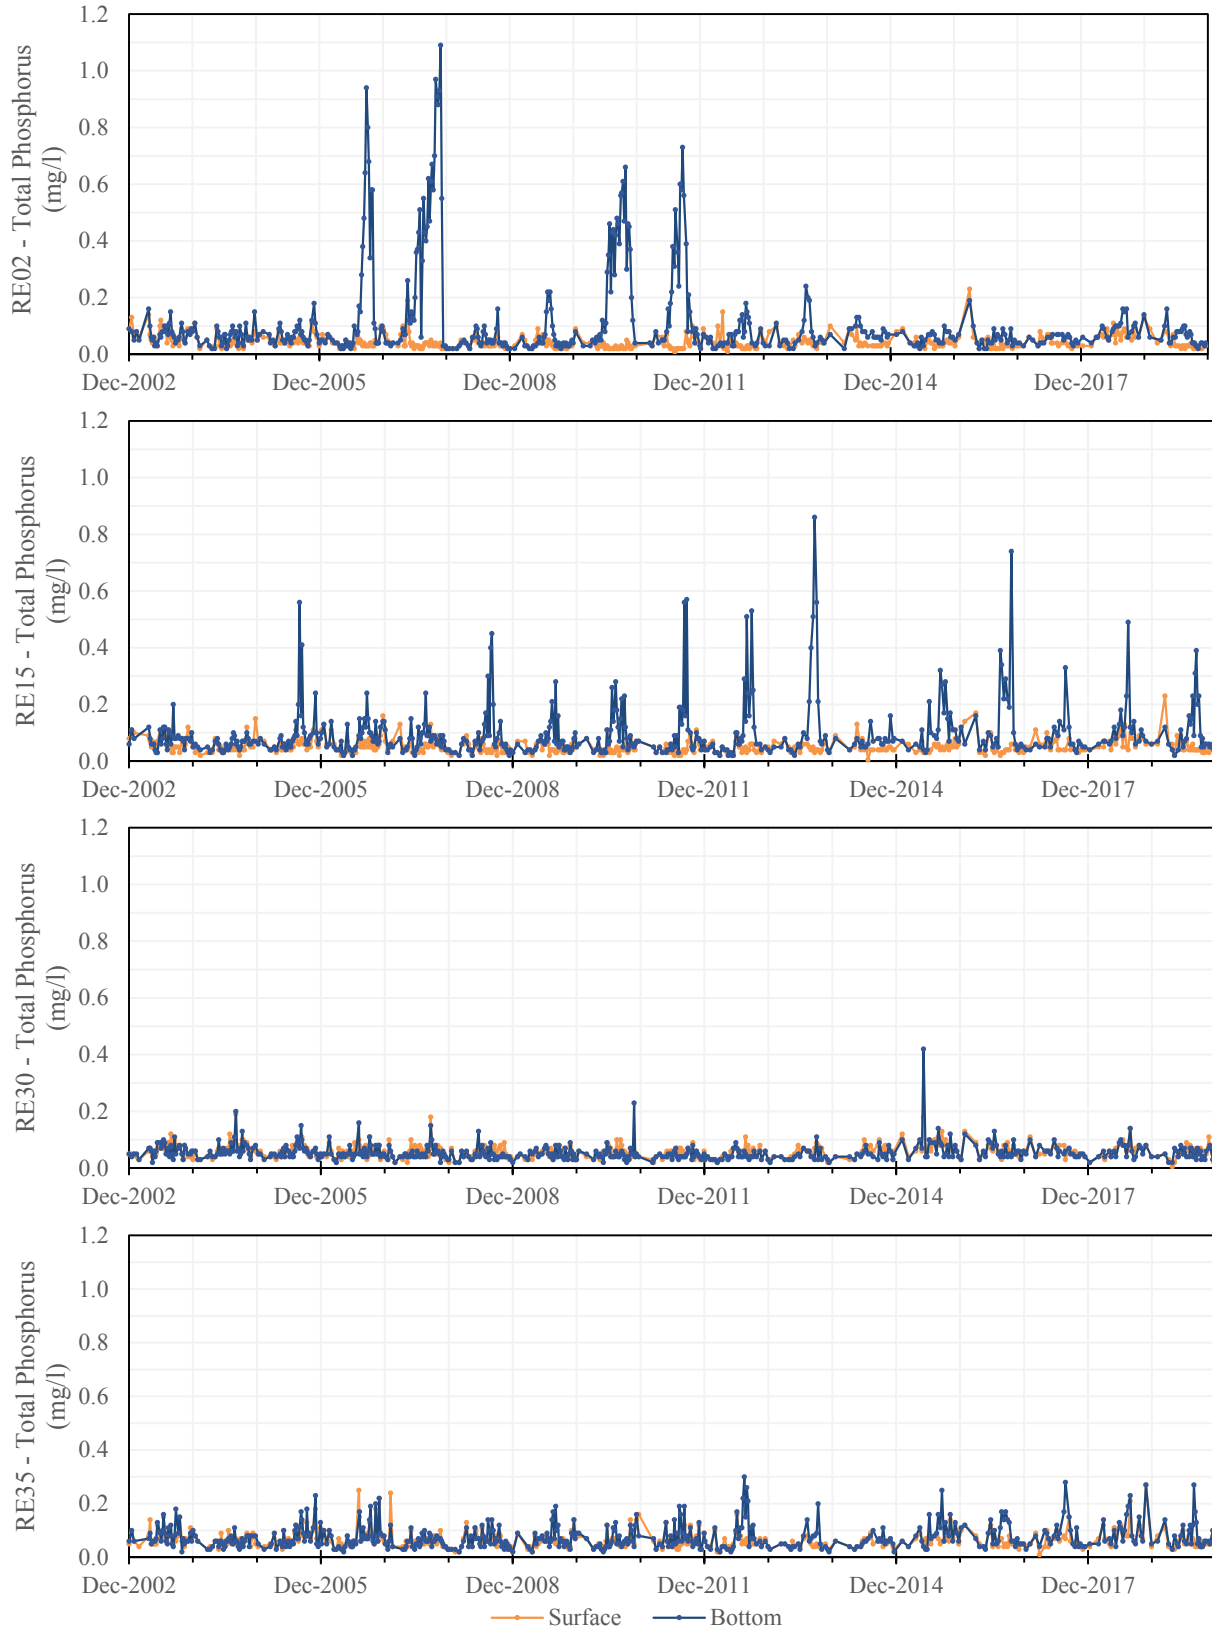 RE02 - Total Phosphorus
(mg/l)
1.2
1.0
0.8
0.6
0.4
0.2
0.0
Dec-2002 Dec-2005 Dec-2008 Dec-2011 Dec-2014 Dec-2017
RE15 - Total Phosphorus
(mg/l)
1.2
1.0
0.8
0.6
0.4
0.2
0.0
Dec-2002 Dec-2005 Dec-2008 Dec-2011 Dec-2014 Dec-2017
RE30 - Total Phosphorus
(mg/l)
1.2
1.0
0.8
0.6
0.4
0.2
0.0
Dec-2002 Dec-2005 Dec-2008 Dec-2011 Dec-2014 Dec-2017
RE35 - Total Phosphorus
(mg/l)
1.2
1.0
0.8
0.6
0.4
0.2
0.0
Dec-2002 Dec-2005 Dec-2008 Dec-2011 Dec-2014 Dec-2017
Surface Bottom